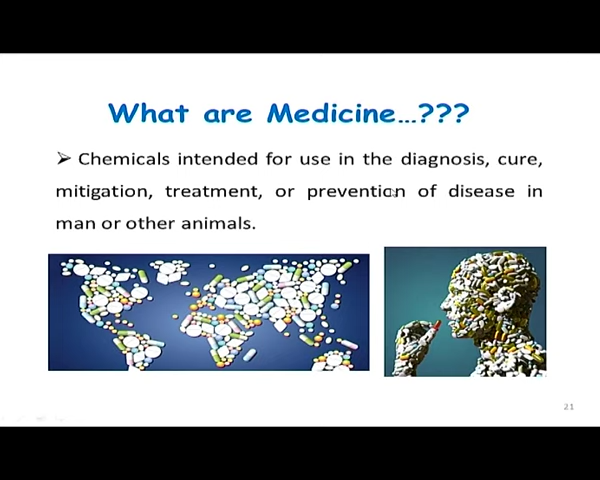 What are Medicine...???
➢ Chemicals intended for use in the diagnosis, cure,
mitigation, treatment, or prevention of disease in
man or other animals.
21